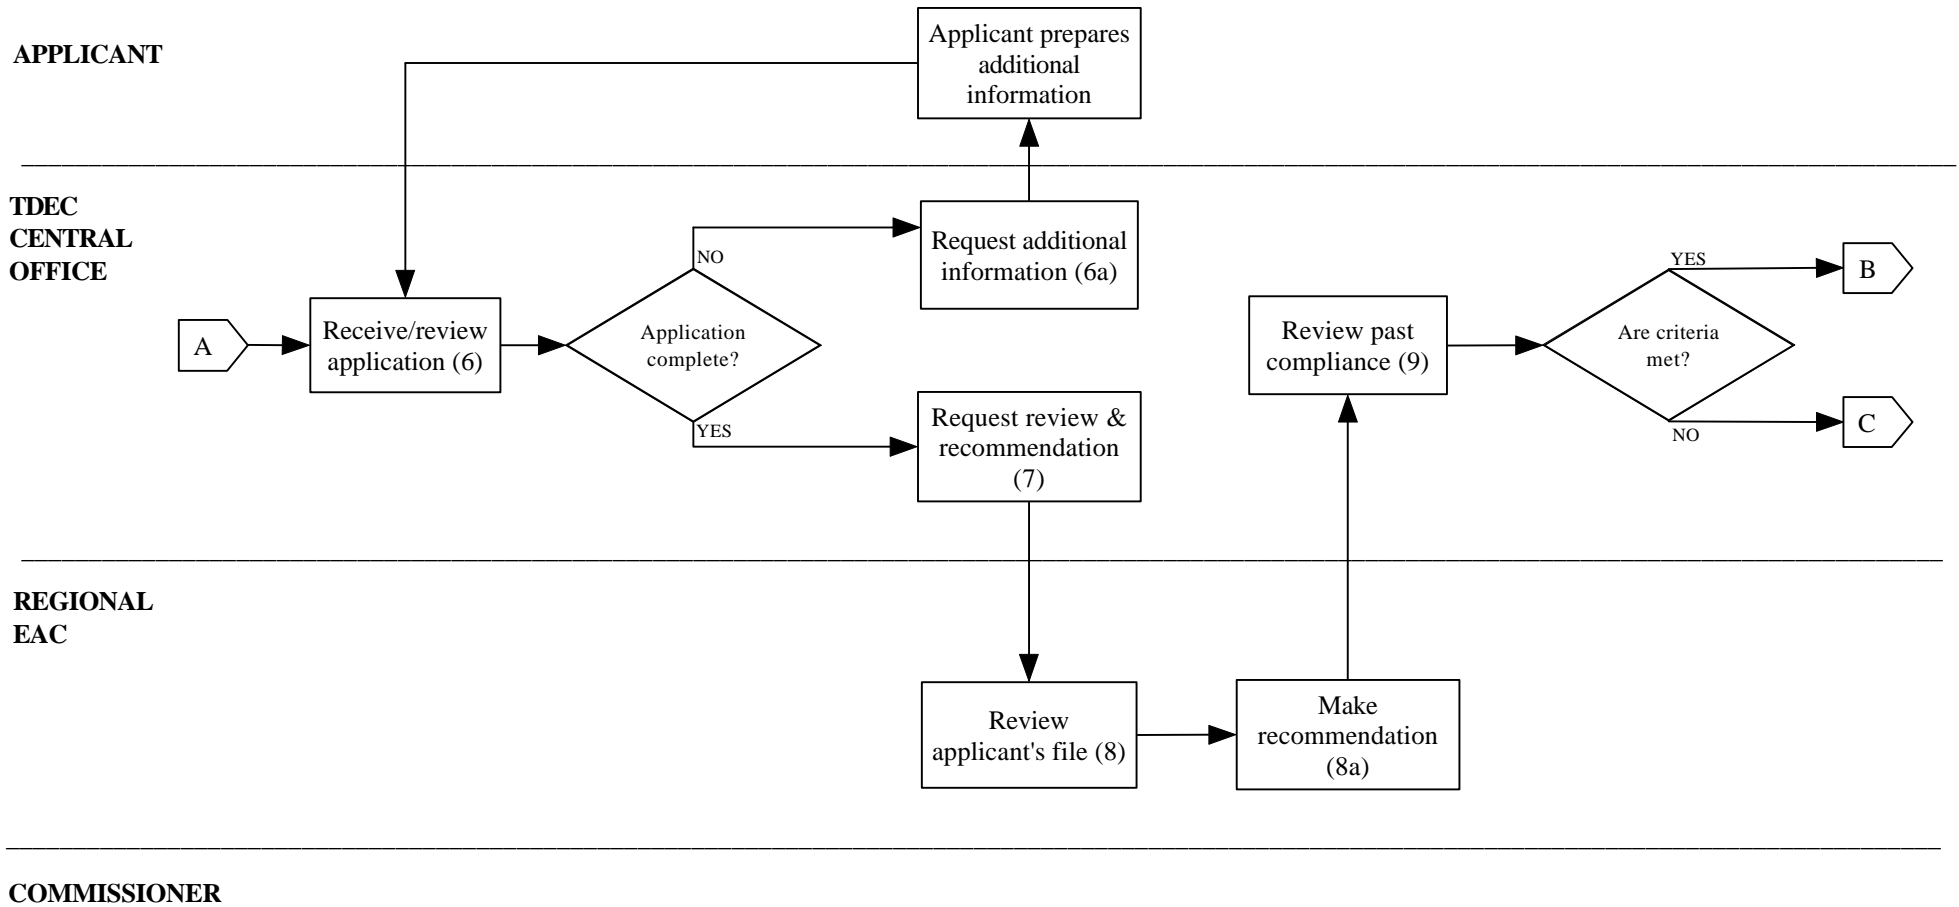 APPLICANT
Applicant prepares
additional
information
TDEC
CENTRAL
OFFICE
A
Receive/review
application (6)
Application
complete?
NO
YES
Request additional
information (6a)
Request review &
recommendation
(7)
Review past
compliance (9)
Are criteria
met?
YES
NO
B
C
REGIONAL
EAC
Review
applicant's file (8)
Make
recommendation
(8a)
COMMISSIONER